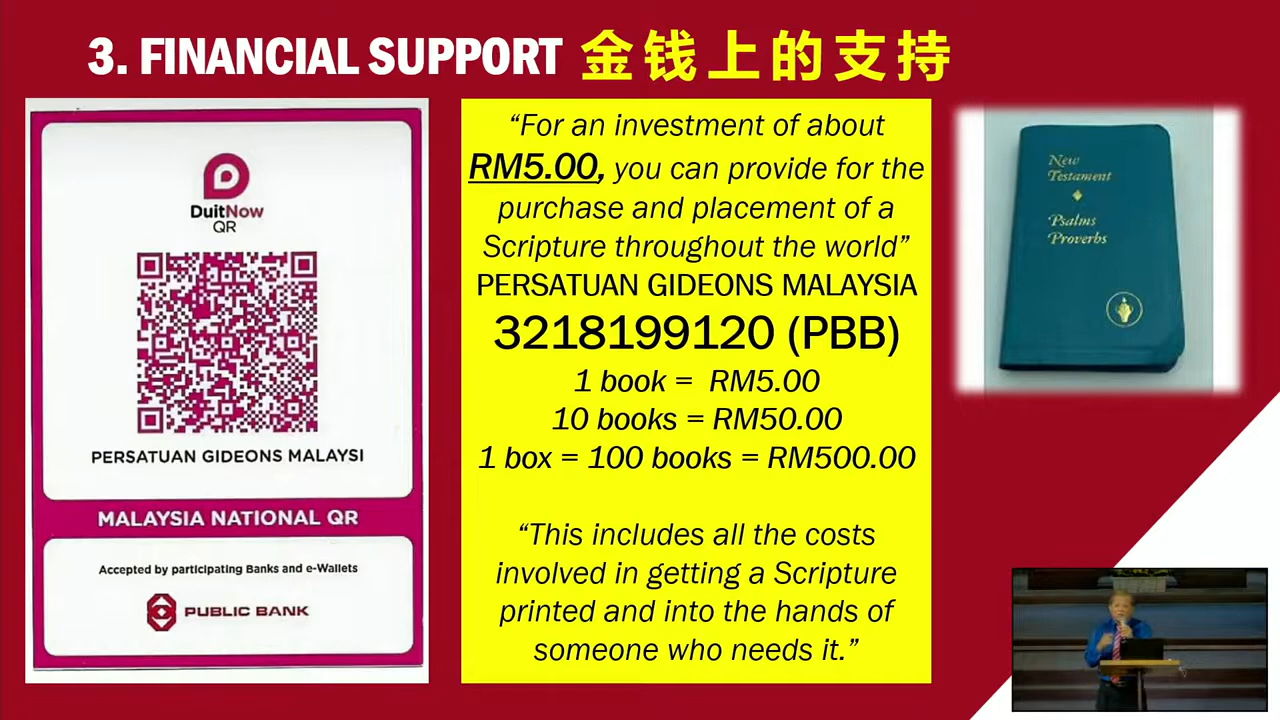 3. FINANCIAL SUPPORT 金钱上的支持
DuitNow
QR
PERSATUAN GIDEONS MALAYSI
MALAYSIA NATIONAL QR
Accepted by participating Banks and e-Wallets
PUBLIC BANK
“For an investment of about
RM5.00, you can provide for the
purchase and placement of a
Scripture throughout the world”
PERSATUAN GIDEONS MALAYSIA
3218199120 (PBB)
1 book = RM5.00
10 books = RM50.00
1 box = 100 books = RM500.00
“This includes all the costs
involved in getting a Scripture
printed and into the hands of
someone who needs it.”
New
Testament
Psalms
Proverbs